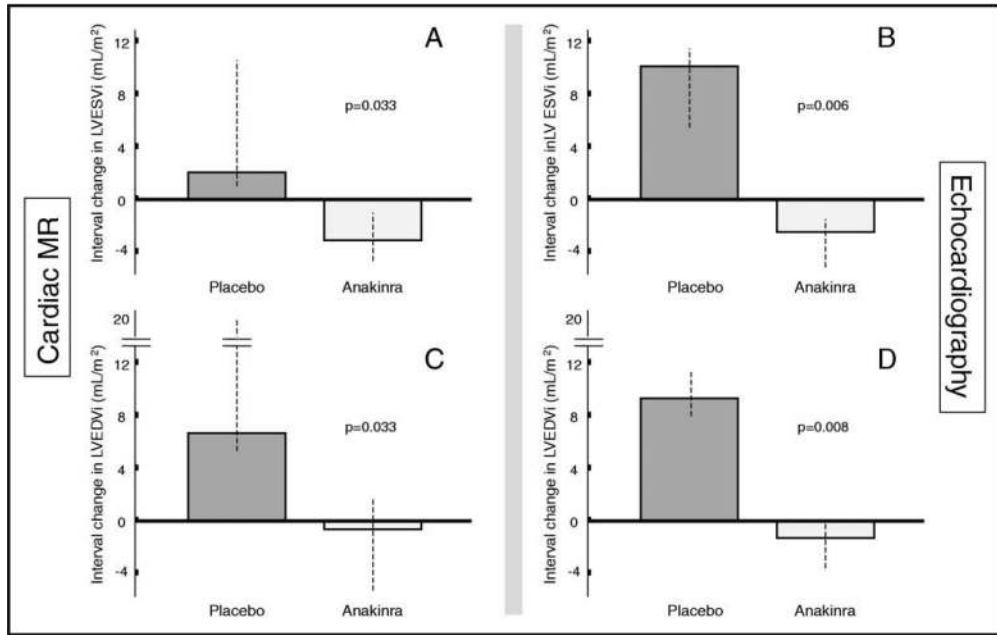 Cardiac MR
Interval change in LVESVi (mL/m²)
12
8
4
0
-4
A
p=0.033
Placebo
Anakinra
Interval change inLV ESVi (mL/m²)
12
8
4
0
-4
B
p=0.006
Placebo
Anakinra
Echocardiography
Interval change in LVEDVi (mL/m²)
20
12
8
4
0
-4
C
p=0.033
Placebo
Anakinra
Interval change in LVEDVi (mL/m²)
20
12
8
4
0
-4
D
p=0.008
Placebo
Anakinra